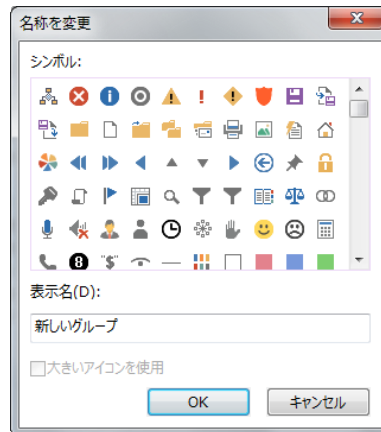 名称を変更
シンボル:
表示名(D):
新しいグループ
大きいアイコンを使用
OK
キャンセル